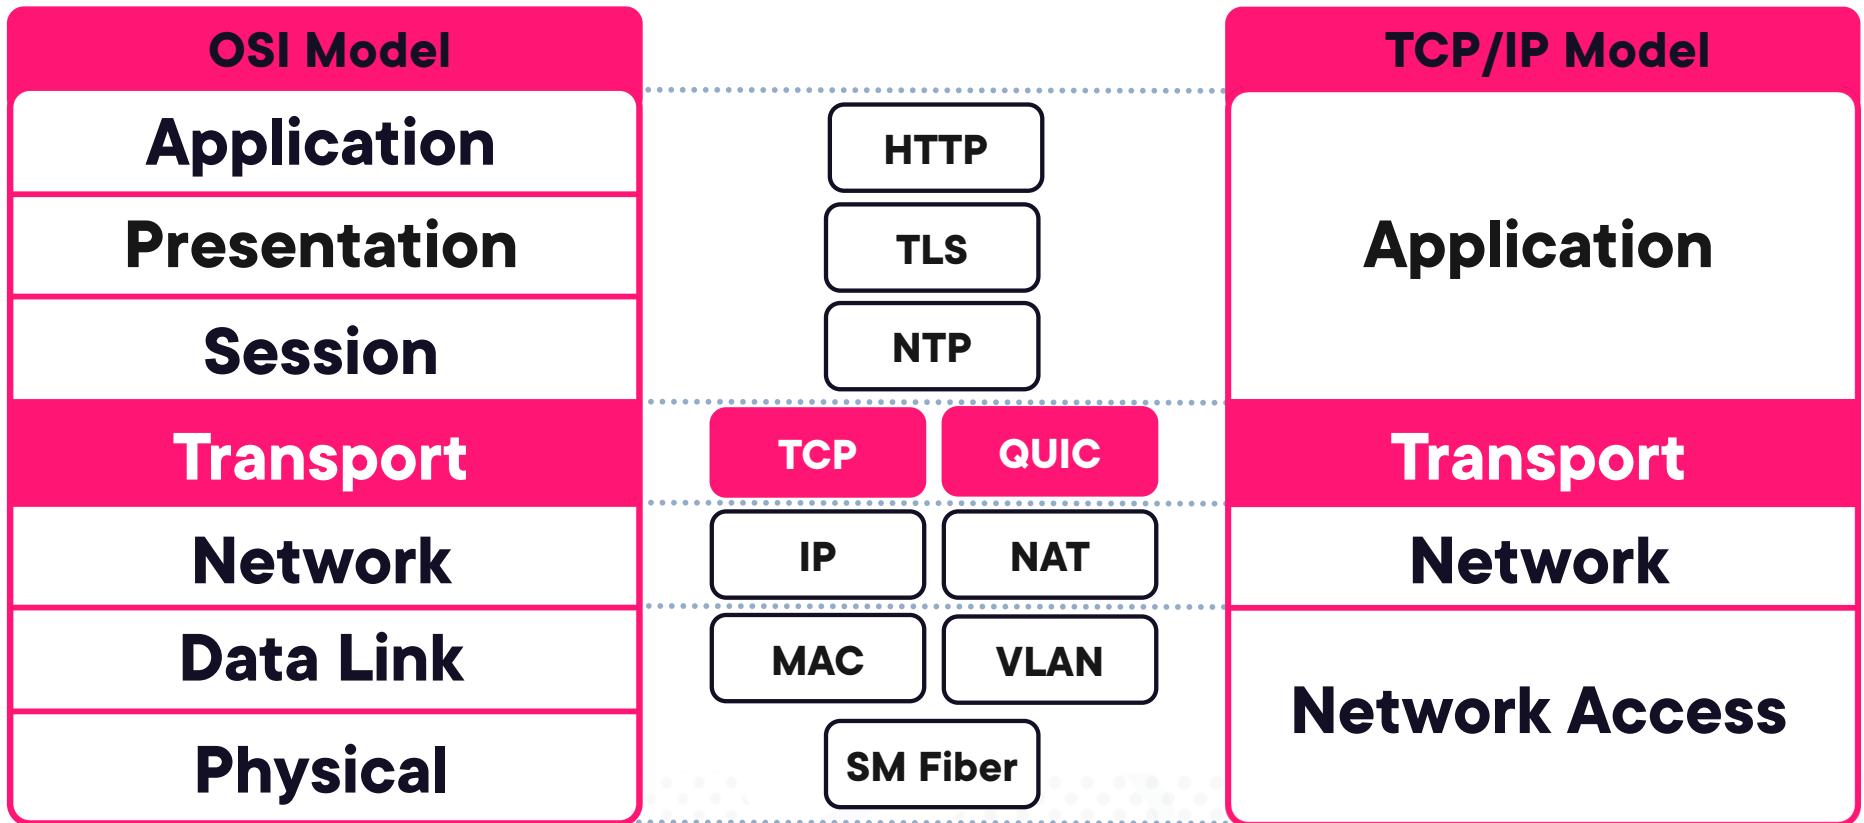 OSI Model
TCP/IP Model
Application
HTTP
Presentation
TLS
Application
Session
NTP
Transport
TCP
QUIC
Transport
Network
IP
NAT
Network
Data Link
MAC
VLAN
Network Access
Physical
SM Fiber